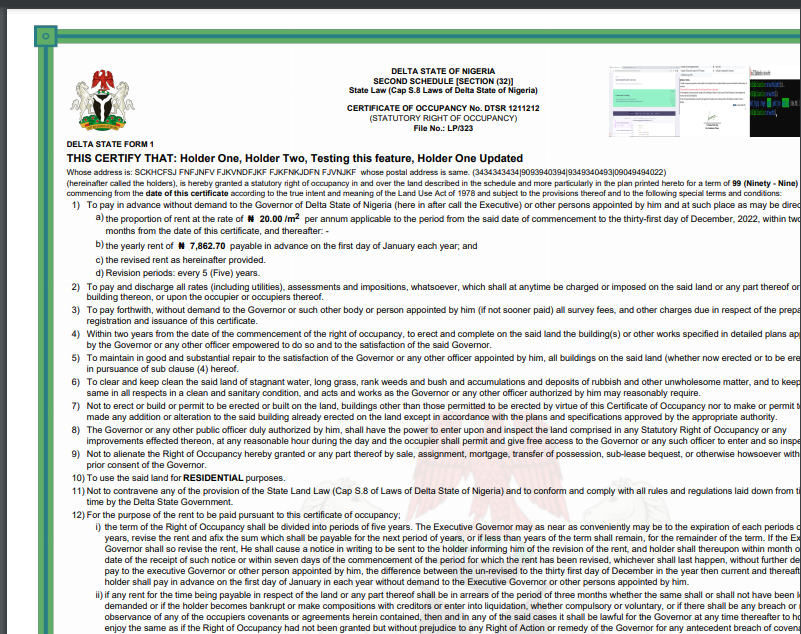 DELTA STATE OF NIGERIA
SECOND SCHEDULE [SECTION (32)]
State Law (Cap S.8 Laws of Delta State of Nigeria)
CERTIFICATE OF OCCUPANCY No. DTSR 1211212
(STATUTORY RIGHT OF OCCUPANCY)
File No.: LP/323
DELTA STATE FORM 1
THIS CERTIFY THAT: Holder One, Holder Two, Testing this feature, Holder One Updated
Whose address is: SCKHCFSJ FNFJNFV FJKVNDFJKF FJKFNKJDFN FJVNJKF whose postal address is same. (3434343434|9093940394|9349340493|09049494022)
(hereinafter called the holders), is hereby granted a statutory right of occupancy in and over the land described in the schedule and more particularly in the plan printed hereto for a term of 99 (Ninety - Nine)
commencing from the date of this certificate according to the true intent and meaning of the Land Use Act of 1978 and subject to the provisions thereof and to the following special terms and conditions:
1) To pay in advance without demand to the Governor of Delta State of Nigeria (here in after call the Executive) or other persons appointed by him and at such place as may be direc
a) the proportion of rent at the rate of ₦ 20.00 /m² per annum applicable to the period from the said date of commencement to the thirty-first day of December, 2022, within two
months from the date of this certificate, and thereafter: -
b) the yearly rent of ₦ 7,862.70 payable in advance on the first day of January each year; and
c) the revised rent as hereinafter provided.
d) Revision periods: every 5 (Five) years.
2) To pay and discharge all rates (including utilities), assessments and impositions, whatsoever, which shall at anytime be charged or imposed on the said land or any part thereof or
building thereon, or upon the occupier or occupiers thereof.
3) To pay forthwith, without demand to the Governor or such other body or person appointed by him (if not sooner paid) all survey fees, and other charges due in respect of the prepa
registration and issuance of this certificate.
4) Within two years from the date of the commencement of the right of occupancy, to erect and complete on the said land the building(s) or other works specified in detailed plans ap
by the Governor or any other officer empowered to do so and to the satisfaction of the said Governor.
5) To maintain in good and substantial repair to the satisfaction of the Governor or any other officer appointed by him, all buildings on the said land (whether now erected or to be ere
in pursuance of sub clause (4) hereof.
6) To clear and keep clean the said land of stagnant water, long grass, rank weeds and bush and accumulations and deposits of rubbish and other unwholesome matter, and to keep
same in all respects in a clean and sanitary condition, and acts and works as the Governor or any other officer authorized by him may reasonably require.
7) Not to erect or build or permit to be erected or built on the land, buildings other than those permitted to be erected by virtue of this Certificate of Occupancy nor to make or permit t
made any addition or alteration to the said building already erected on the land except in accordance with the plans and specifications approved by the appropriate authority.
8) The Governor or any other public officer duly authorized by him, shall have the power to enter upon and inspect the land comprised in any Statutory Right of Occupancy or any
improvements effected thereon, at any reasonable hour during the day and the occupier shall permit and give free access to the Governor or any such officer to enter and so inspe
9) Not to alienate the Right of Occupancy hereby granted or any part thereof by sale, assignment, mortgage, transfer of possession, sub-lease bequest, or otherwise howsoever with
prior consent of the Governor.
10) To use the said land for RESIDENTIAL purposes.
11) Not to contravene any of the provision of the State Land Law (Cap S.8 of Laws of Delta State of Nigeria) and to conform and comply with all rules and regulations laid down from ti
time by the Delta State Government.
12) For the purpose of the rent to be paid pursuant to this certificate of occupancy;
i) the term of the Right of Occupancy shall be divided into periods of five years. The Executive Governor may as near as conveniently may be to the expiration of each periods o
years, revise the rent and afix the sum which shall be payable for the next period of years, or if less than years of the term shall remain, for the remainder of the term. If the Ex
Governor shall so revise the rent, He shall cause a notice in writing to be sent to the holder informing him of the revision of the rent, and holder shall thereupon within month o
date of the receipt of such notice or within seven days of the commencement of the period for which the rent has been revised, whichever shall last happen, without further de
pay to the executive Governor or other person appointed by him, the difference between the un-revised to the thirty first day of December in the year then current and thereaft
holder shall pay in advance on the first day of January in each year without demand to the Executive Governor or other persons appointed by him.
ii) if any rent for the time being payable in respect of the land or any part thereof shall be in arrears of the period of three months whether the same shall or shall not have been l
demanded or if the holder becomes bankrupt or make compositions with creditors or enter into liquidation, whether compulsory or voluntary, or if there shall be any breach or n
observance of any of the occupiers covenants or agreements herein contained, then and in any of the said cases it shall be lawful for the Governor at any time thereafter to h
enjoy the same as if the Right of Occupancy had not been granted but without prejudice to any Right of Action or remedy of the Governor for any antecedent breach of coven